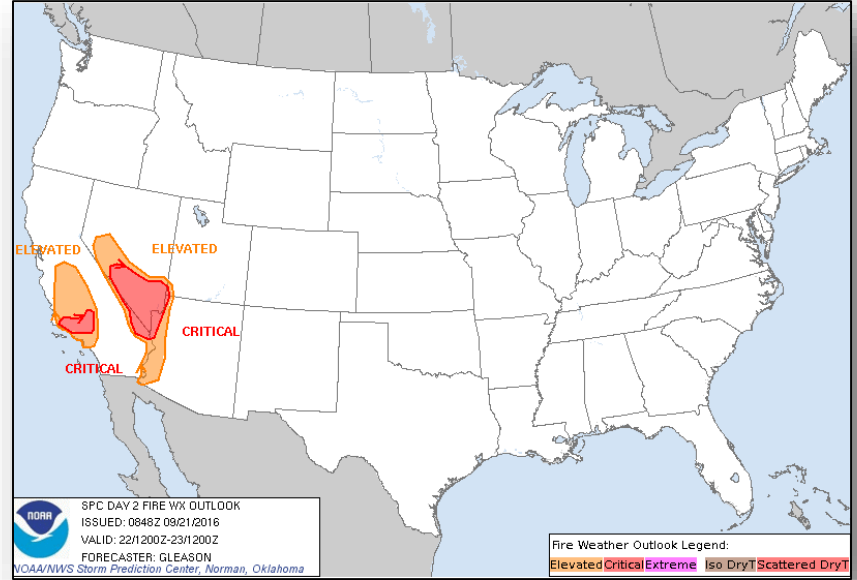 ELEVATED
ELEVATED
CRITICAL
CRITICAL
NOAA
SPC DAY 2 FIRE WX OUTLOOK
ISSUED: 0848Z 09/21/2016
VALID: 22/1200Z-23/1200Z
FORECASTER: GLEASON
NOAA/NWS Storm Prediction Center, Norman, Oklahoma
Fire Weather Outlook Legend:
Elevated Critical Extreme Iso DryT Scattered DryT